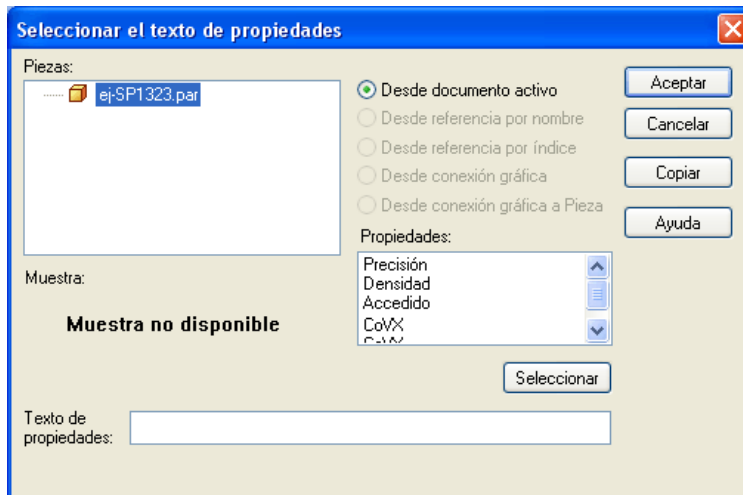 Seleccionar el texto de propiedades
Piezas:
ej-SP1323.par
Desde documento activo
Desde referencia por nombre
Desde referencia por índice
Desde conexión gráfica
Desde conexión gráfica a Pieza
Aceptar
Cancelar
Copiar
Ayuda
Propiedades:
Precisión
Densidad
Accedido
CoVX
Muestra:
Muestra no disponible
Seleccionar
Texto de
propiedades: